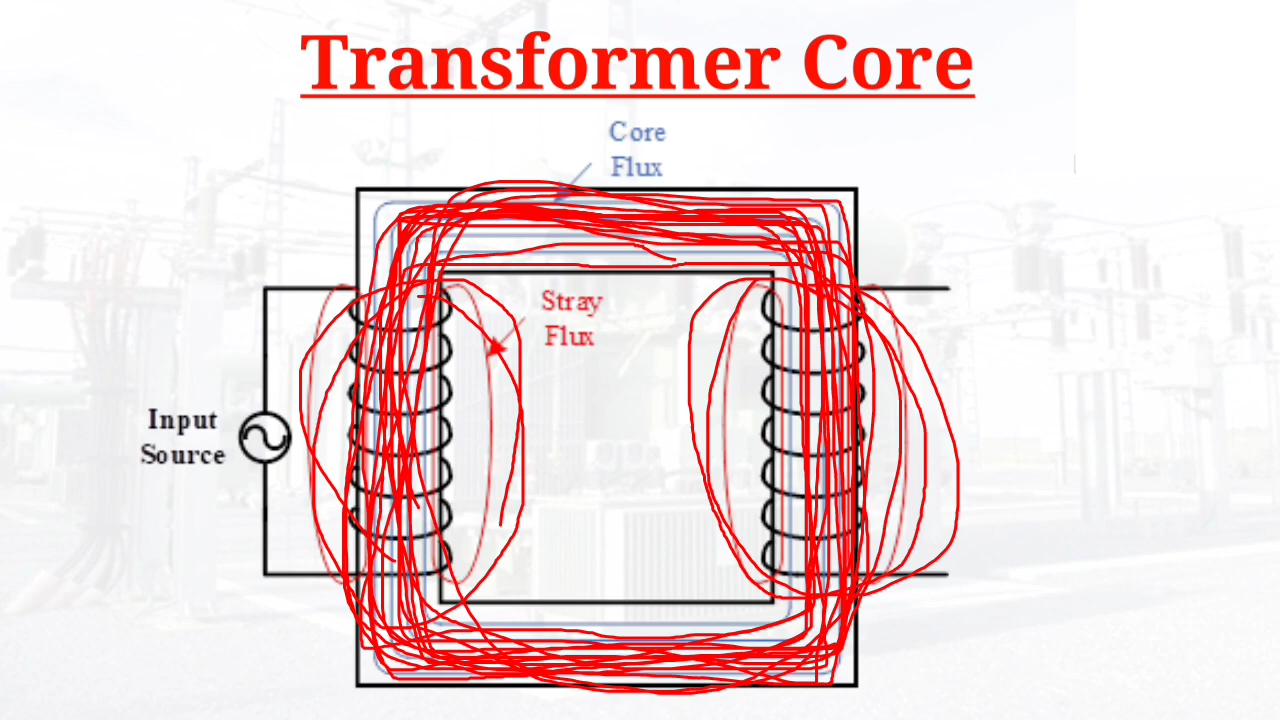 Transformer Core
Core
Flux
Stray
Flux
Input
Source